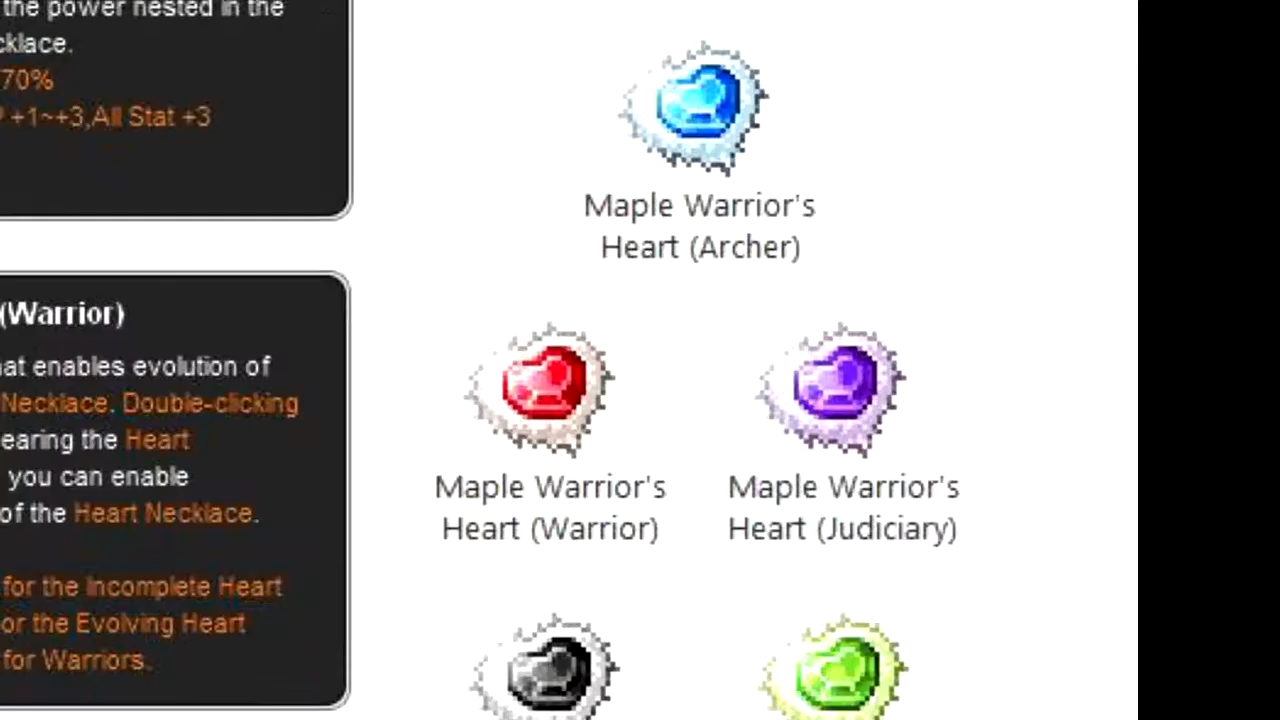 the power nested in the
cklace.
70%
+1~+3,All Stat +3
(Warrior)
hat enables evolution of
Necklace. Double-clicking
earing the Heart
you can enable
of the Heart Necklace.
for the Incomplete Heart
or the Evolving Heart
for Warriors.
Maple Warrior's
Heart (Archer)
Maple Warrior's
Heart (Warrior)
Maple Warrior's
Heart (Judiciary)